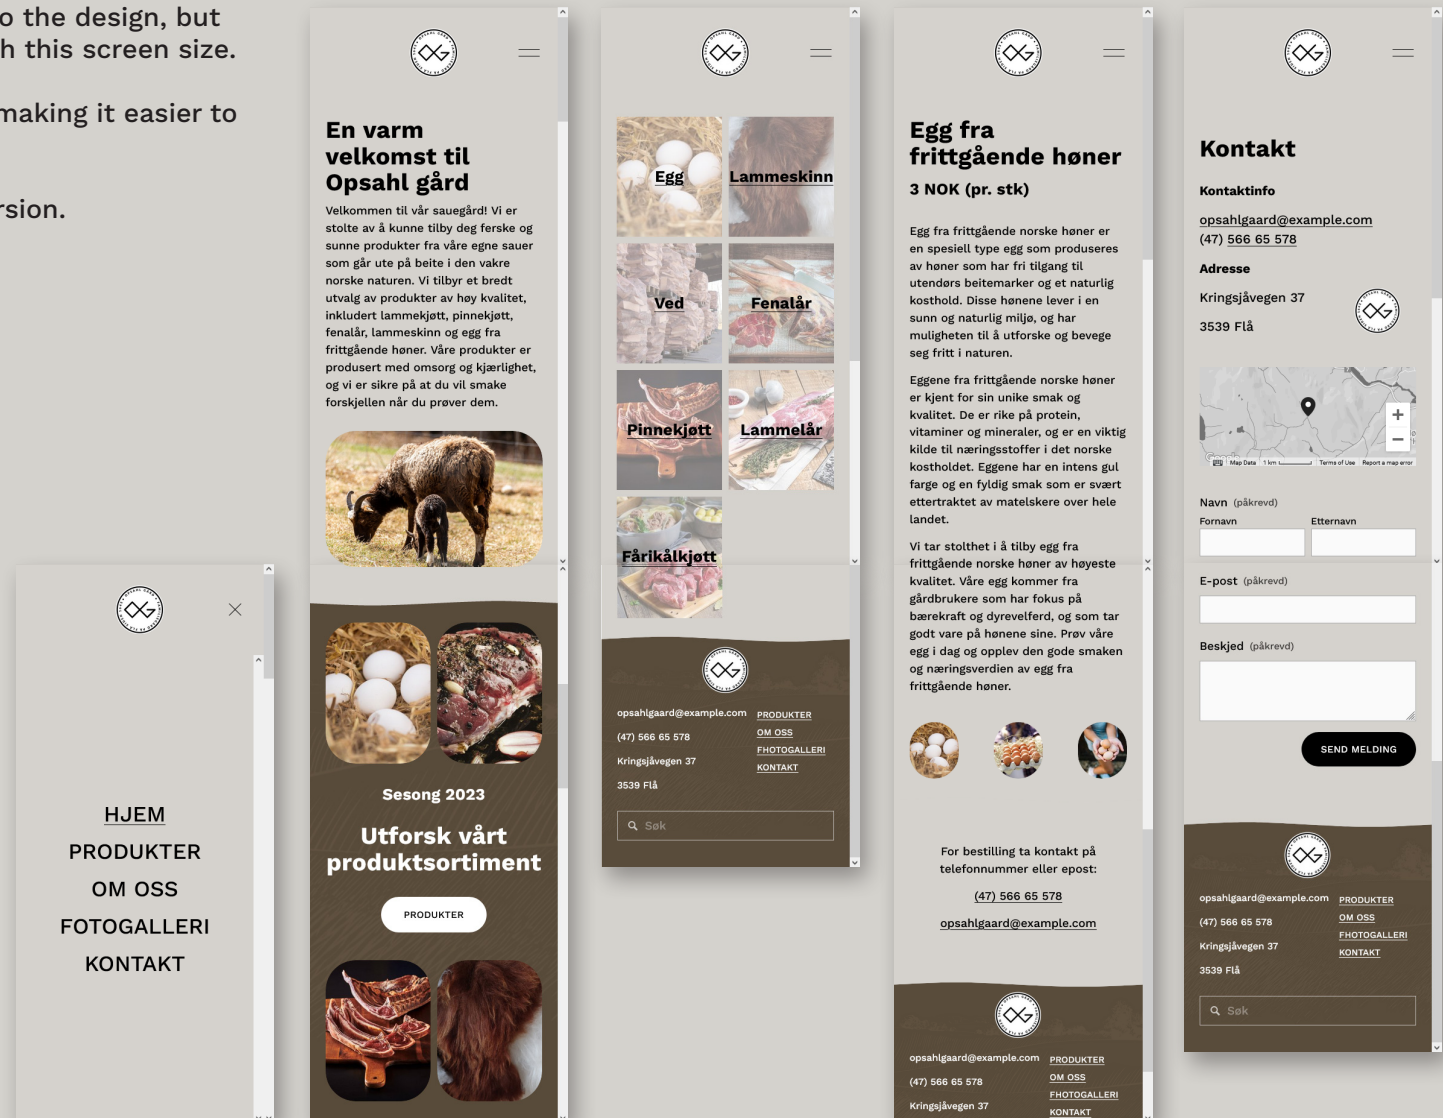 o the design, but
h this screen size.
making it easier to
rsion.
HJEM
PRODUKTER
OM OSS
FOTOGALLERI
KONTAKT
En varm
velkomst til
Opsahl gård
Velkommen til vår sauegård! Vi er
stolte av å kunne tilby deg ferske og
sunne produkter fra våre egne sauer
som går ute på beite i den vakre
norske naturen. Vi tilbyr et bredt
utvalg av produkter av høy kvalitet,
inkludert lammekjøtt, pinnekjøtt,
fenalår, lammeskinn og egg fra
frittgående høner. Våre produkter er
produsert med omsorg og kjærlighet,
og vi er sikre på at du vil smake
forskjellen når du prøver dem.
Sesong 2023
Utforsk vårt
produktsortiment
PRODUKTER
Egg
Lammeskinn
Ved
Fenalår
Pinnekjøtt
Lammelår
Fårikålkjøtt
opsahlgaard@example.com
(47) 566 65 578
Kringsjåvegen 37
3539 Flå
PRODUKTER
OM OSS
FHOTOGALLERI
KONTAKT
Søk
Egg fra
frittgående høner
3 NOK (pr. stk)
Egg fra frittgående norske høner er
en spesiell type egg som produseres
av høner som har fri tilgang til
utendørs beitemarker og et naturlig
kosthold. Disse hønene lever i en
sunn og naturlig miljø, og har
muligheten til å utforske og bevege
seg fritt i naturen.
Eggene fra frittgående norske høner
er kjent for sin unike smak og
kvalitet. De er rike på protein,
vitaminer og mineraler, og er en viktig
kilde til næringsstoffer i det norske
kostholdet. Eggene har en intens gul
farge og en fyldig smak som er svært
ettertraktet av matelskere over hele
landet.
Vi tar stolthet i å tilby egg fra
frittgående norske høner av høyeste
kvalitet. Våre egg kommer fra
gårdbrukere som har fokus på
bærekraft og dyrevelferd, og som tar
godt vare på hønene sine. Prøv våre
egg i dag og opplev den gode smaken
og næringsverdien av egg fra
frittgående høner.
For bestilling ta kontakt på
telefonnummer eller epost:
(47) 566 65 578
opsahlgaard@example.com
opsahlgaard@example.com
(47) 566 65 578
Kringsjåvegen 37
PRODUKTER
OM OSS
FHOTOGALLERI
KONTAKT
Kontakt
Kontaktinfo
opsahlgaard@example.com
(47) 566 65 578
Adresse
Kringsjåvegen 37
3539 Flå
Google
Map Data
1 km
Terms of Use
Report a map error
Navn (påkrevd)
Fornavn
Etternavn
E-post (påkrevd)
Beskjed (påkrevd)
SEND MELDING
opsahlgaard@example.com
(47) 566 65 578
Kringsjåvegen 37
3539 Flå
PRODUKTER
OM OSS
FHOTOGALLERI
KONTAKT
Søk